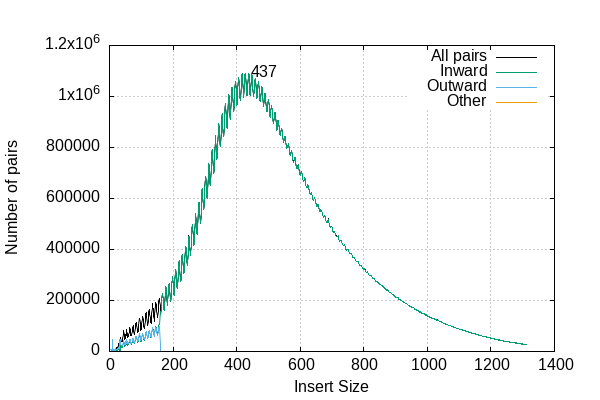 1.2x10^6
1x10^6
800000
600000
400000
200000
0
Number of pairs
437
All pairs
Inward
Outward
Other
0 200 400 600 800 1000 1200 1400
Insert Size